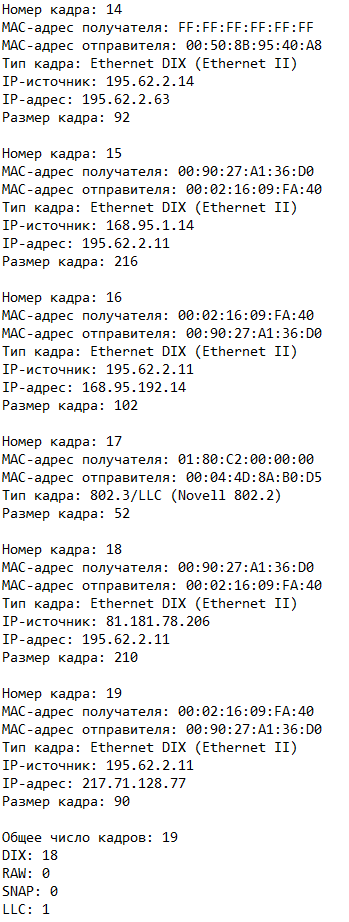 Номер кадра: 14
MAC-адрес получателя: FF:FF:FF:FF:FF:FF
MAC-адрес отправителя: 00:50:8B:95:40:A8
Тип кадра: Ethernet DIX (Ethernet II)
IP-источник: 195.62.2.14
IP-адрес: 195.62.2.63
Размер кадра: 92
Номер кадра: 15
MAC-адрес получателя: 00:90:27:A1:36:D0
MAC-адрес отправителя: 00:02:16:09:FA:40
Тип кадра: Ethernet DIX (Ethernet II)
IP-источник: 168.95.1.14
IP-адрес: 195.62.2.11
Размер кадра: 216
Номер кадра: 16
MAC-адрес получателя: 00:02:16:09:FA:40
MAC-адрес отправителя: 00:90:27:A1:36:D0
Тип кадра: Ethernet DIX (Ethernet II)
IP-источник: 195.62.2.11
IP-адрес: 168.95.192.14
Размер кадра: 102
Номер кадра: 17
MAC-адрес получателя: 01:80:C2:00:00:00
MAC-адрес отправителя: 00:04:4D:8A:B0:D5
Тип кадра: 802.3/LLC (Novell 802.2)
Размер кадра: 52
Номер кадра: 18
MAC-адрес получателя: 00:90:27:A1:36:D0
MAC-адрес отправителя: 00:02:16:09:FA:40
Тип кадра: Ethernet DIX (Ethernet II)
IP-источник: 81.181.78.206
IP-адрес: 195.62.2.11
Размер кадра: 210
Номер кадра: 19
MAC-адрес получателя: 00:02:16:09:FA:40
MAC-адрес отправителя: 00:90:27:A1:36:D0
Тип кадра: Ethernet DIX (Ethernet II)
IP-источник: 195.62.2.11
IP-адрес: 217.71.128.77
Размер кадра: 90
Общее число кадров: 19
DIX: 18
RAW: 0
SNAP: 0
LLC: 1